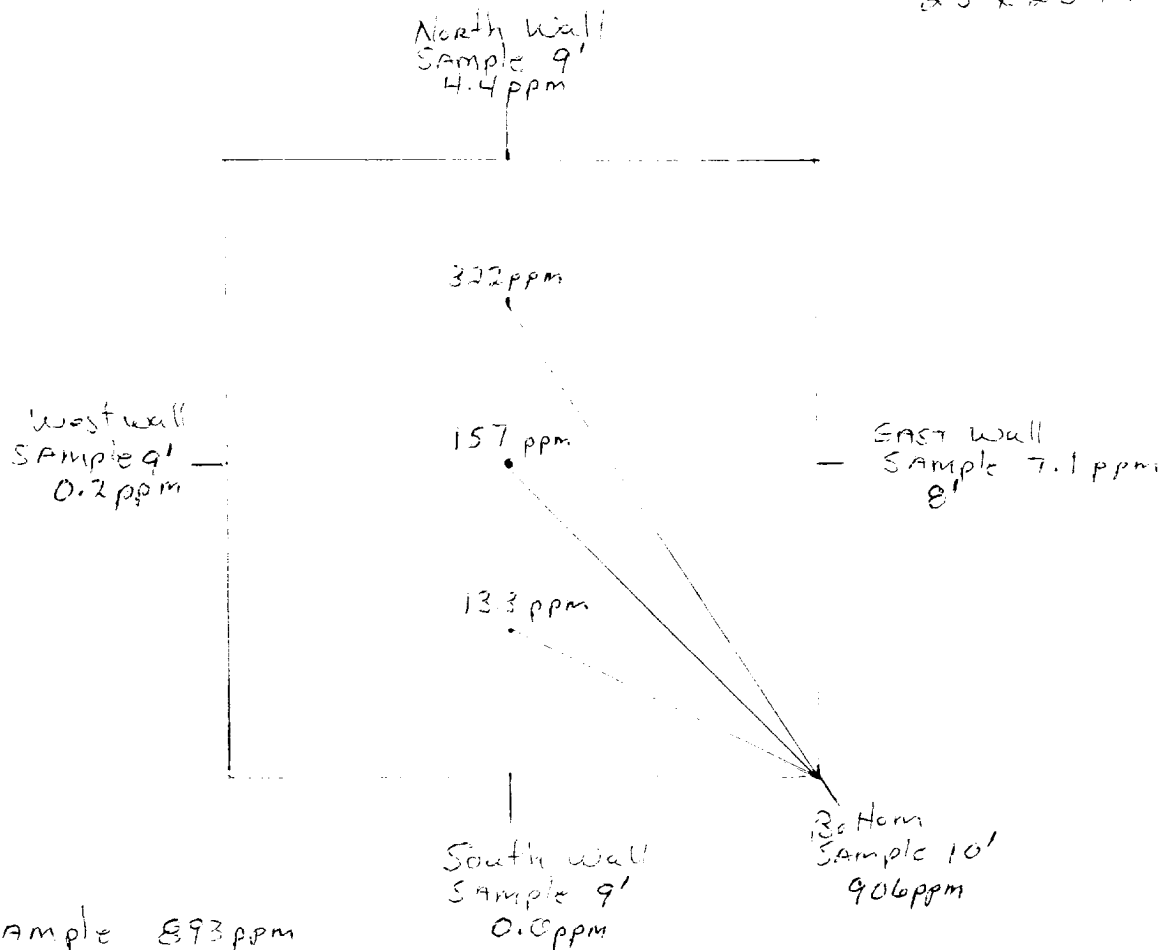 North Wall
SAmple 9'
4.4 ppm
322 ppm
West wall
SAmple 9'
0.2 ppm
157 ppm
EAST Wall
SAmple 7.1 ppm
8'
13.3 ppm
Bottom
SAmple 10'
906 ppm
South Wall
SAmple 9'
0.0 ppm
Ample 893 ppm